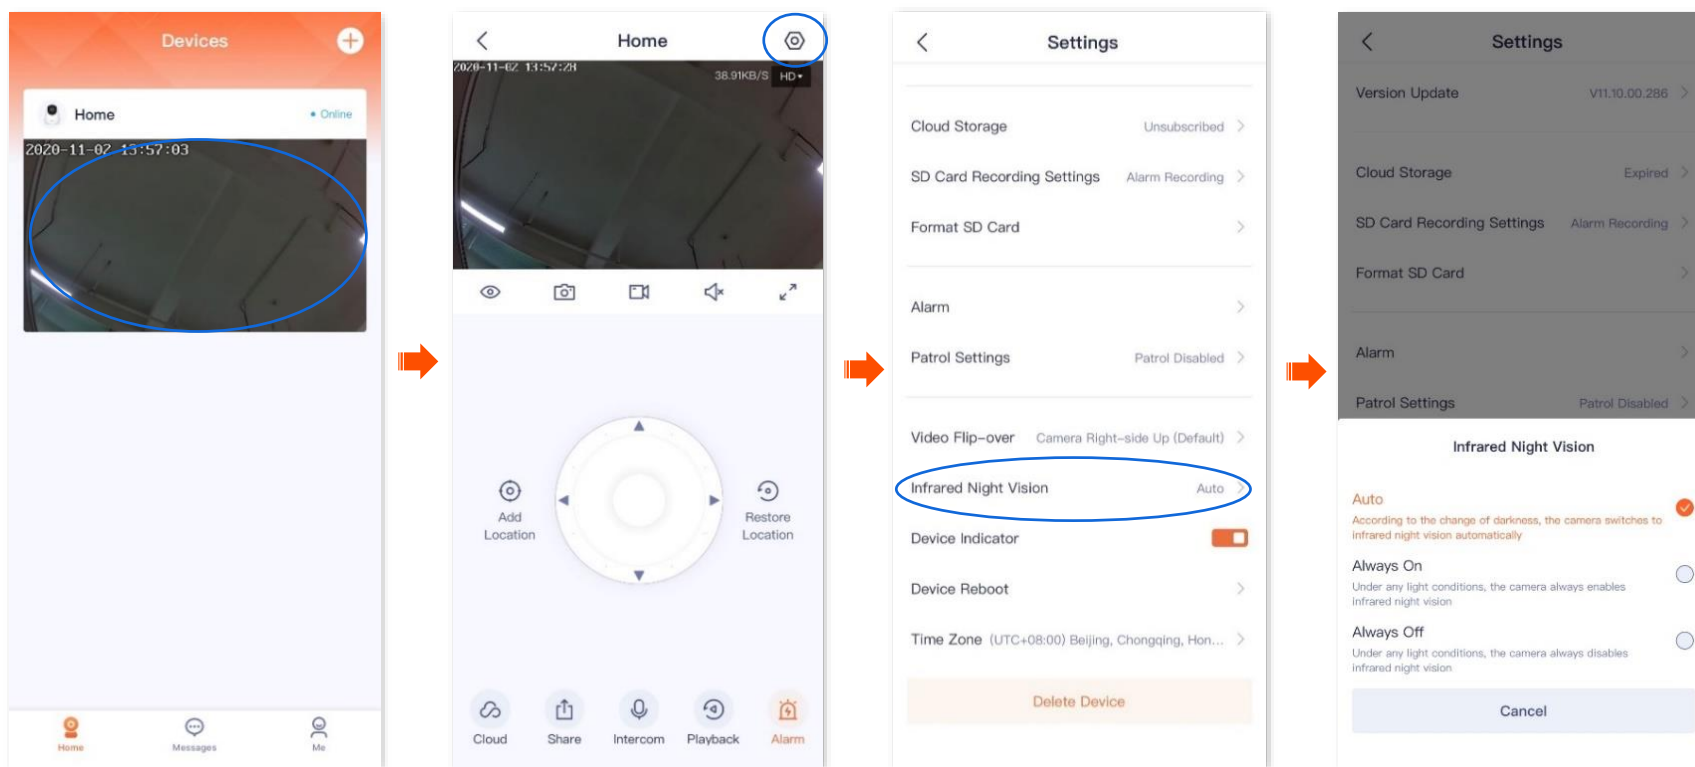 Devices
Home
Online
2020-11-02 13:57:03
Home
Messages
Me
Home
2020-11-02 13:57:28
38.91KB/S HD
Add
Location
Restore
Location
Cloud
Share
Intercom
Playback
Alarm
Settings
Cloud Storage Unsubscribed
SD Card Recording Settings Alarm Recording
Format SD Card
Alarm
Patrol Settings Patrol Disabled
Video Flip-over Camera Right-side Up (Default)
Infrared Night Vision Auto
Device Indicator
Device Reboot
Time Zone (UTC+08:00) Beijing, Chongqing, Hon...
Delete Device
Settings
Version Update V11.10.00.286
Cloud Storage Expired
SD Card Recording Settings Alarm Recording
Format SD Card
Alarm
Patrol Settings Patrol Disabled
Infrared Night Vision
Auto
According to the change of darkness, the camera switches to
infrared night vision automatically
Always On
Under any light conditions, the camera always enables
infrared night vision
Always Off
Under any light conditions, the camera always disables
infrared night vision
Cancel